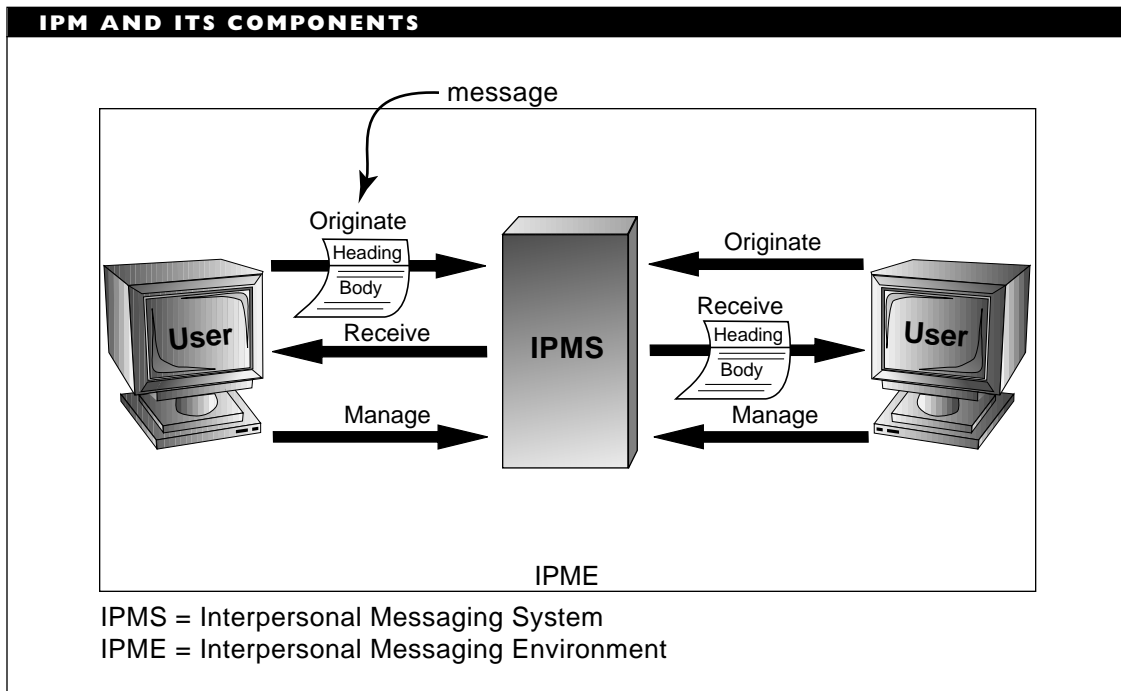 IPM AND ITS COMPONENTS
message
Originate
Heading
Body
Receive
Manage
User
IPMS
Originate
Receive
Heading
Body
Manage
User
IPME
IPMS = Interpersonal Messaging System
IPME = Interpersonal Messaging Environment